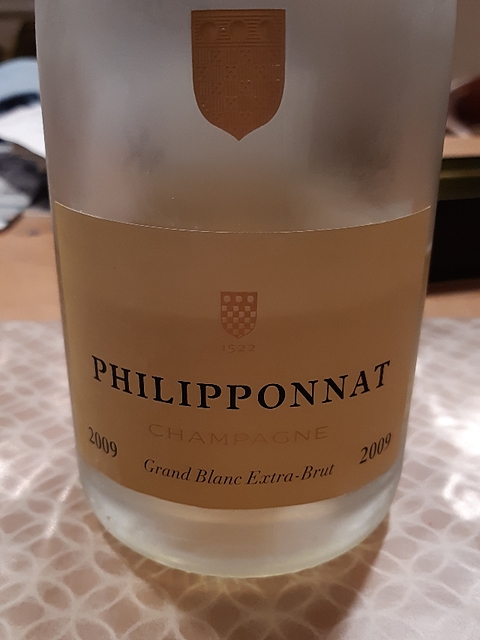 1522
PHILIPPONNAT
CHAMPAGNE
2009 2009
Grand Blanc Extra-Brut